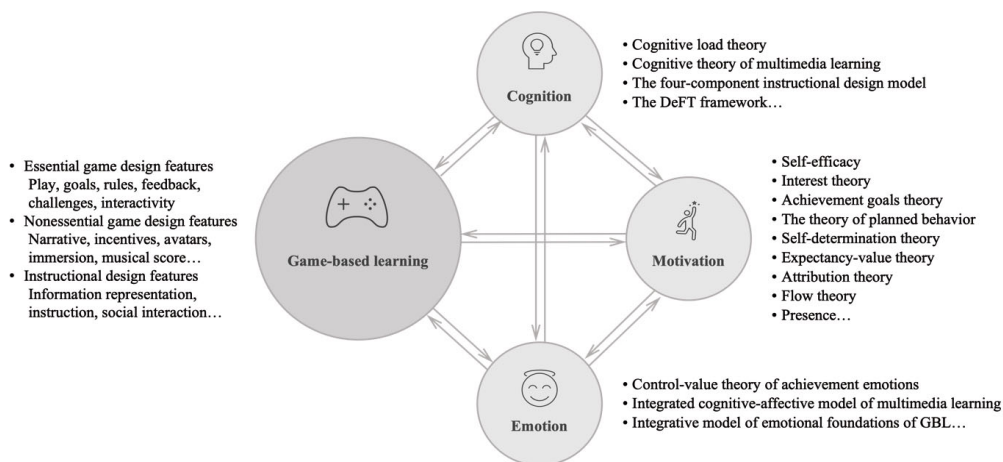 • Cognitive load theory
• Cognitive theory of multimedia learning
• The four-component instructional design model
• The DeFT framework…
Cognition
• Essential game design features
Play, goals, rules, feedback,
challenges, interactivity
• Nonessential game design features
Narrative, incentives, avatars,
immersion, musical score…
• Instructional design features
Information representation,
instruction, social interaction…
Game-based learning
Motivation
• Self-efficacy
• Interest theory
• Achievement goals theory
• The theory of planned behavior
• Self-determination theory
• Expectancy-value theory
• Attribution theory
• Flow theory
• Presence…
Emotion
• Control-value theory of achievement emotions
• Integrated cognitive-affective model of multimedia learning
• Integrative model of emotional foundations of GBL…